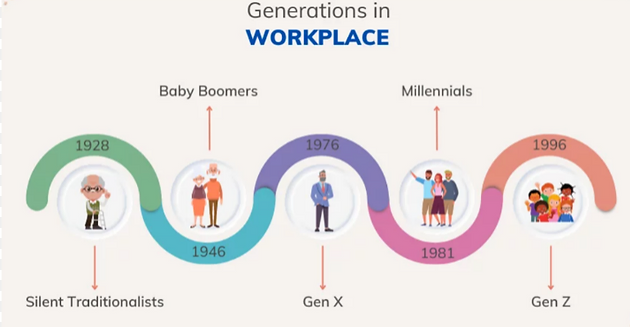 Generations in
WORKPLACE
Baby Boomers
Millennials
1928
1976
1996
1946
1981
Silent Traditionalists
Gen X
Gen Z